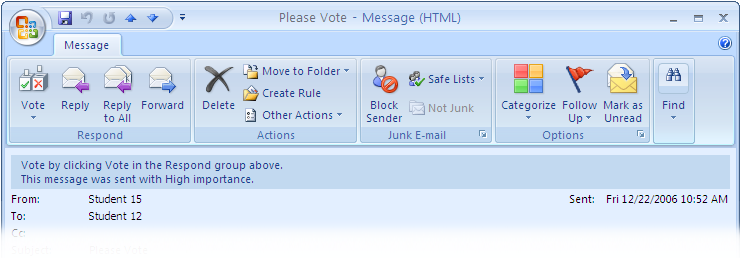 Please Vote - Message (HTML)
Message
Vote
Reply
Reply to All
Forward
Respond
Delete
Move to Folder
Create Rule
Other Actions
Actions
Block Sender
Safe Lists
Not Junk
Junk E-mail
Categorize
Follow Up
Mark as Unread
Options
Find
Vote by clicking Vote in the Respond group above.
This message was sent with High importance.
From: Student 15 Sent: Fri 12/22/2006 10:52 AM
To: Student 12
Cc:
Subject: Please Vote